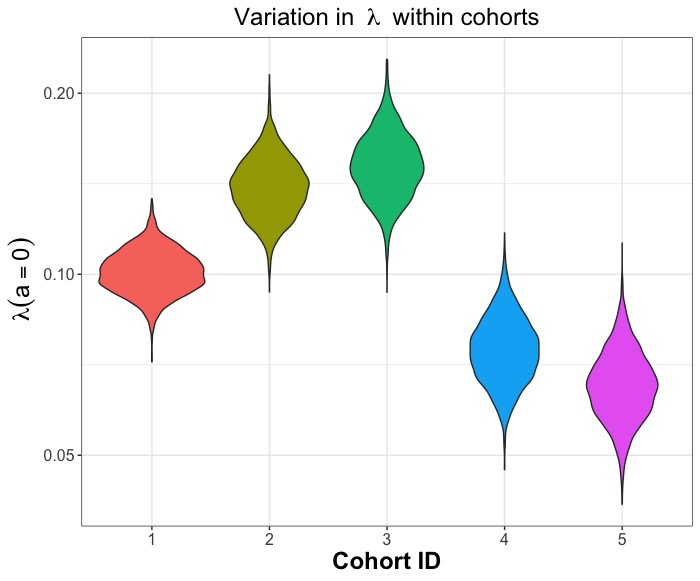 Variation in λ within cohorts
λ(a = 0)
0.20
0.10
0.05
1 2 3 4 5
Cohort ID